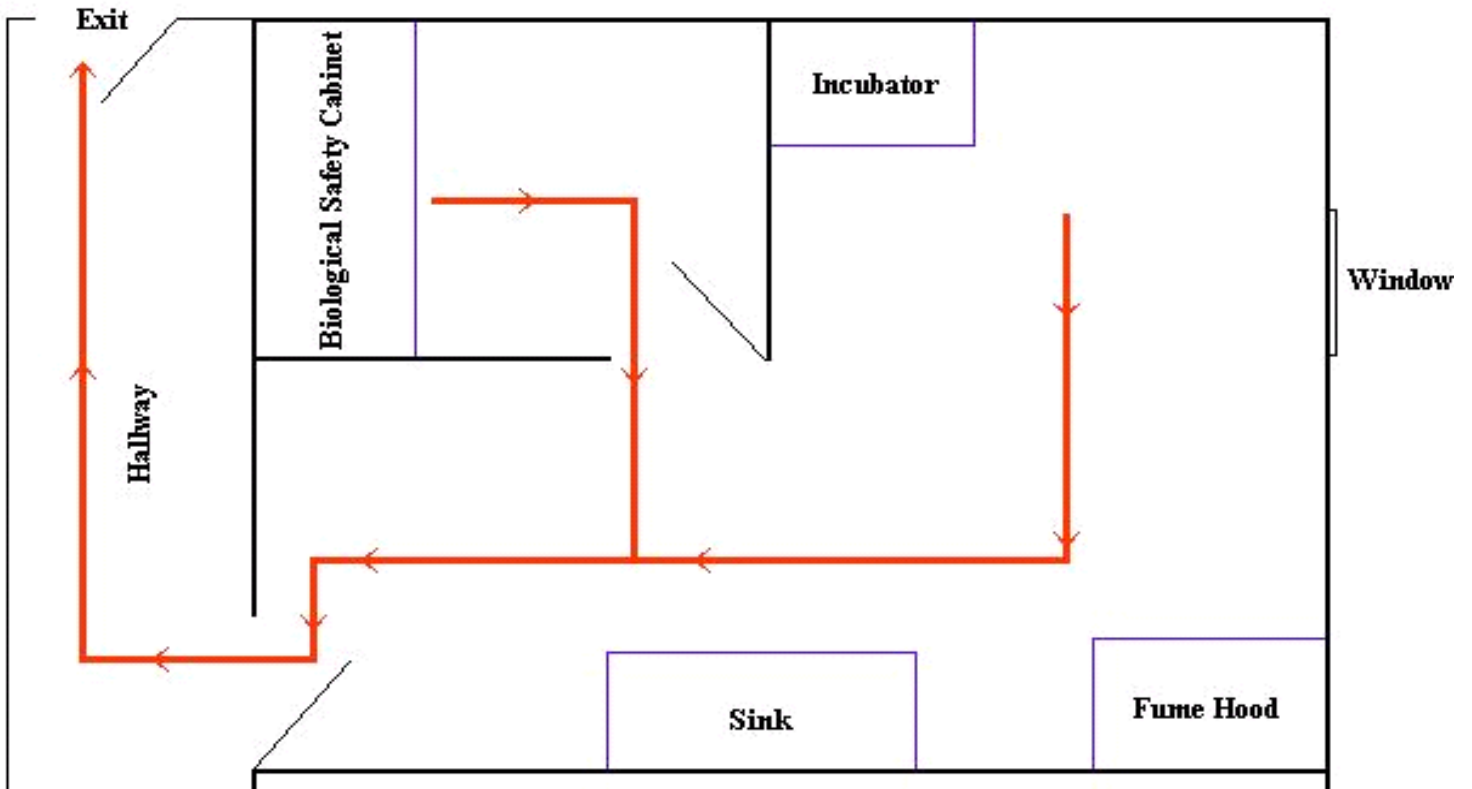 Exit
Biological Safety Cabinet
Incubator
Window
Hallway
Sink
Fume Hood